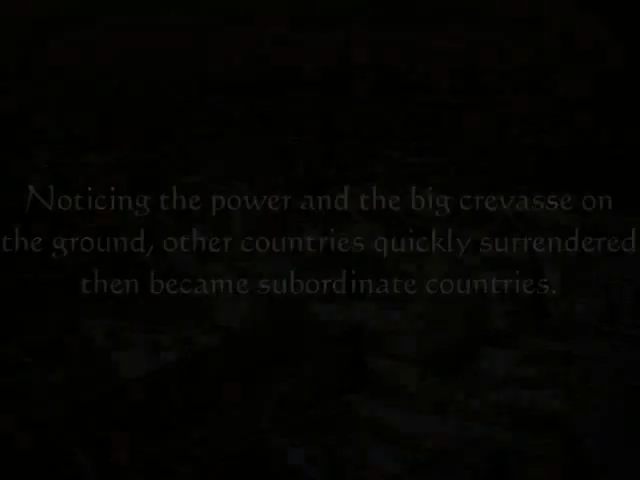 Noticing the power and the big crevasse on
the ground, other countries quickly surrendered
then became subordinate countries.